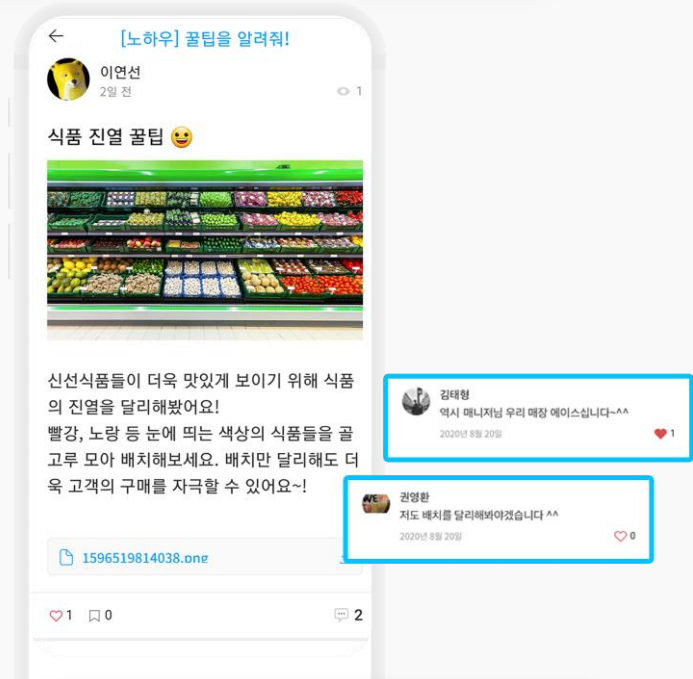 [노하우] 꿀팁을 알려줘!
이연선
2일 전
1
식품 진열 꿀팁 😀
신선식품들이 더욱 맛있게 보이기 위해 식품
의 진열을 달리해봤어요!
빨강, 노랑 등 눈에 띄는 색상의 식품들을 골
고루 모아 배치해보세요. 배치만 달리해도 더
욱 고객의 구매를 자극할 수 있어요~!
1596519814038.png
1
0
2
김태형
역시 매니저님 우리 매장 에이스십니다~^^
2020년 8월 20일
1
권영환
저도 배치를 달리해봐야겠습니다 ^^
2020년 8월 20일
0